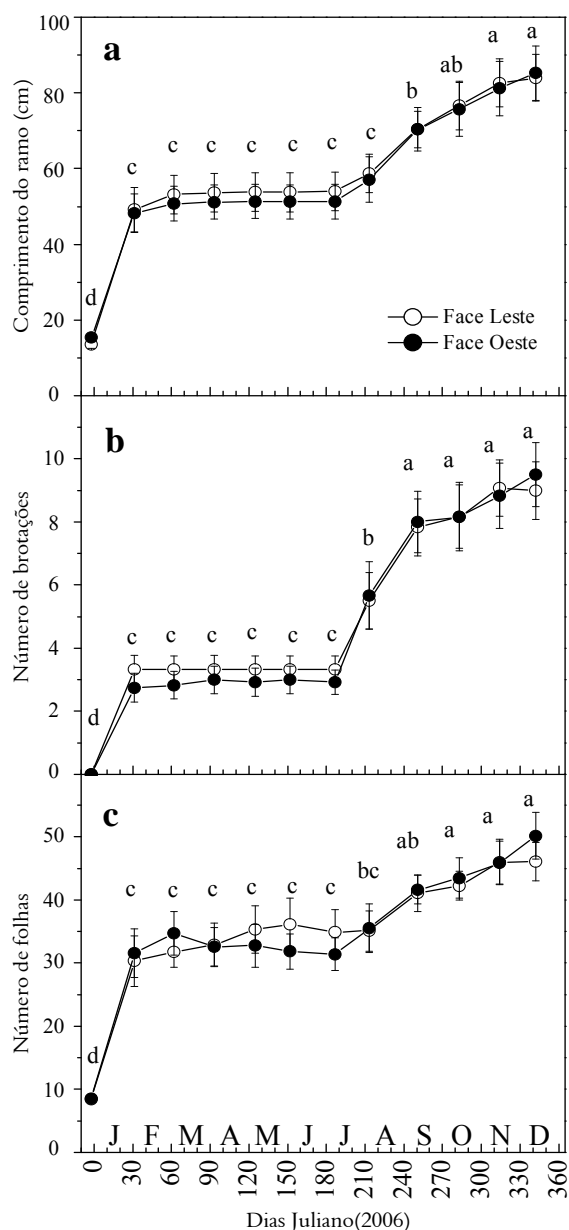 a
100
80
60
40
20
0
Comprimento do ramo (cm)
d c c c c c c c b ab a a
Face Leste
Face Oeste
b
10
8
6
4
2
0
Número de brotações
d c c c c c c b a a a a
c
50
40
30
20
10
0
Número de folhas
d c c c c c c bc ab a a a
J F M A M J J A S O N D
0 30 60 90 120 150 180 210 240 270 300 330 360
Dias Juliano(2006)